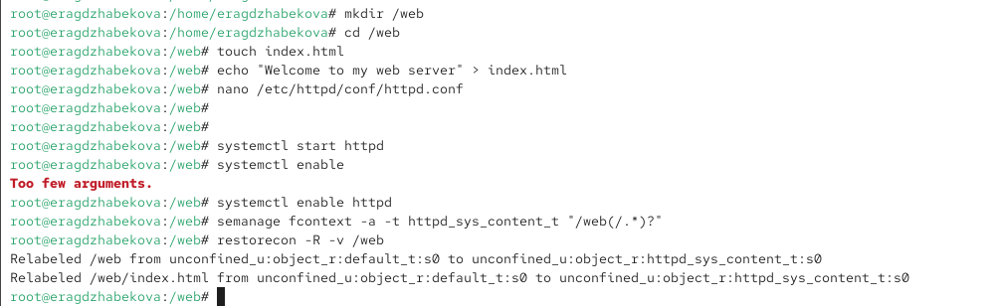 root@eragdzhabekova:/home/eragdzhabekova# mkdir /web
root@eragdzhabekova:/home/eragdzhabekova# cd /web
root@eragdzhabekova:/web# touch index.html
root@eragdzhabekova:/web# echo "Welcome to my web server" > index.html
root@eragdzhabekova:/web# nano /etc/httpd/conf/httpd.conf
root@eragdzhabekova:/web#
root@eragdzhabekova:/web#
root@eragdzhabekova:/web# systemctl start httpd
root@eragdzhabekova:/web# systemctl enable
Too few arguments.
root@eragdzhabekova:/web# systemctl enable httpd
root@eragdzhabekova:/web# semanage fcontext -a -t httpd_sys_content_t "/web(/.*)?"
root@eragdzhabekova:/web# restorecon -R -v /web
Relabeled /web from unconfined_u:object_r:default_t:s0 to unconfined_u:object_r:httpd_sys_content_t:s0
Relabeled /web/index.html from unconfined_u:object_r:default_t:s0 to unconfined_u:object_r:httpd_sys_content_t:s0
root@eragdzhabekova:/web#